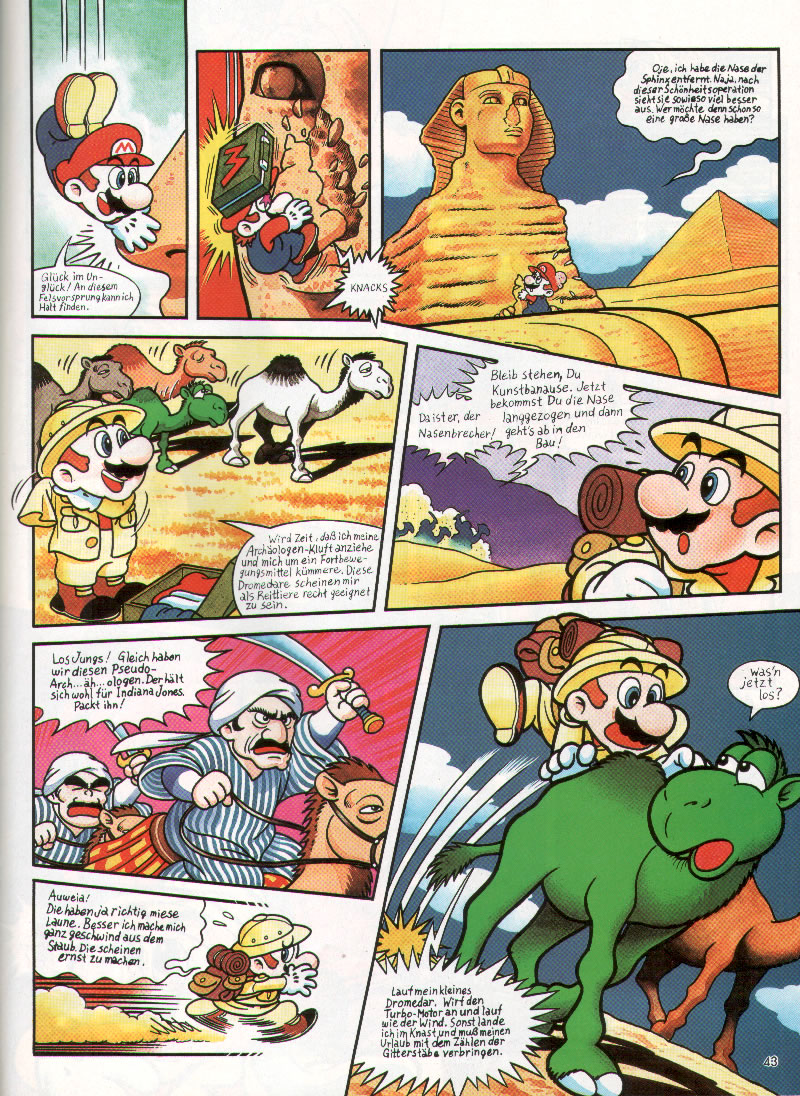 M
Glück im Un-
glück! An diesem
Felsvorsprung kann ich
Halt finden.
KNACKS
Oje, ich habe die Nase der
Sphinx entfernt. Naja, nach
dieser Schönheitsoperation
sieht sie sowieso viel besser
aus. Wer möchte denn schon so
eine große Nase haben?
Wird Zeit, daß ich meine
Archäologen-Kluft anziehe
und mich um ein Fortbewe-
gungsmittel kümmere. Diese
Dromedare scheinen mir
als Reittiere recht geeignet
zu sein.
Da ist er, der
Nasenbrecher!
Bleib stehen, Du
Kunstbanause. Jetzt
bekommst Du die Nase
langgezogen und dann
geht's ab in den
Bau!
Los Jungs! Gleich haben
wir diesen Pseudo-
Arch...äh...ologen. Der hält
sich wohl für Indiana Jones.
Packt ihn!
Auweia!
Die haben ja richtig miese
Laune. Besser ich mache mich
ganz geschwind aus dem
Staub. Die scheinen
ernst zu machen.
was'n
jetzt
los?
Lauf mein kleines
Dromedar. Wirf den
Turbo-Motor an und lauf
wie der Wind. Sonst lande
ich im Knast und muß meinen
Urlaub mit dem Zählen der
Gitterstäbe verbringen.
43